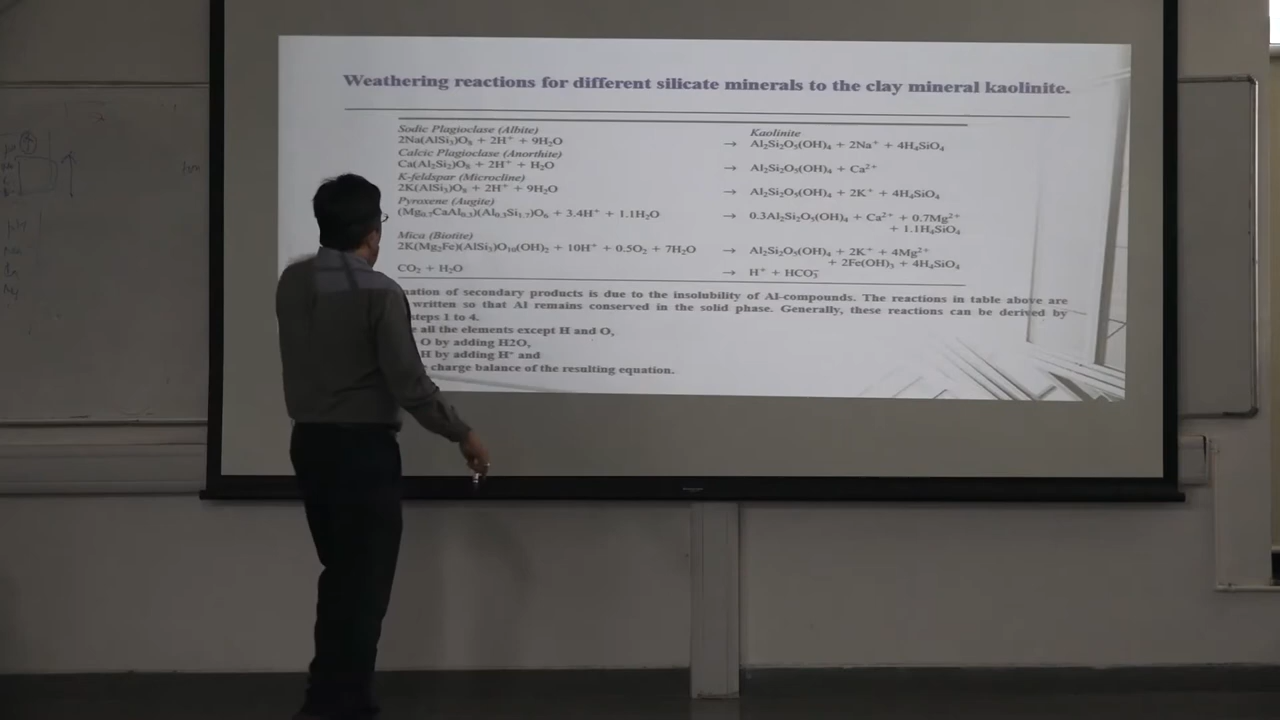 Weathering reactions for different silicate minerals to the clay mineral kaolinite.
Sodic Plagioclase (Albite) Kaolinite
2Na(AlSi₃)O₈ + 2H⁺ + 9H₂O → Al₂Si₂O₅(OH)₄ + 2Na⁺ + 4H₄SiO₄
Calcic Plagioclase (Anorthite)
Ca(Al₂Si₂)O₈ + 2H⁺ + H₂O → Al₂Si₂O₅(OH)₄ + Ca²⁺
K-feldspar (Microcline)
2K(AlSi₃)O₈ + 2H⁺ + 9H₂O → Al₂Si₂O₅(OH)₄ + 2K⁺ + 4H₄SiO₄
Pyroxene (Augite)
(Mg₀.₇CaAl₀.₃)(Al₀.₃Si₁.₇)O₆ + 3.4H⁺ + 1.1H₂O → 0.3Al₂Si₂O₅(OH)₄ + Ca²⁺ + 0.7Mg²⁺
+ 1.1H₄SiO₄
Mica (Biotite)
2K(Mg₂Fe)(AlSi₃)O₁₀(OH)₂ + 10H⁺ + 0.5O₂ + 7H₂O → Al₂Si₂O₅(OH)₄ + 2K⁺ + 4Mg²⁺
+ 2Fe(OH)₃ + 4H₄SiO₄
CO₂ + H₂O → H⁺ + HCO₃⁻
of secondary products is due to the insolubility of Al-compounds. The reactions in table above are
written so that Al remains conserved in the solid phase. Generally, these reactions can be derived by
steps 1 to 4.
all the elements except H and O,
O by adding H2O,
H by adding H⁺ and
charge balance of the resulting equation.